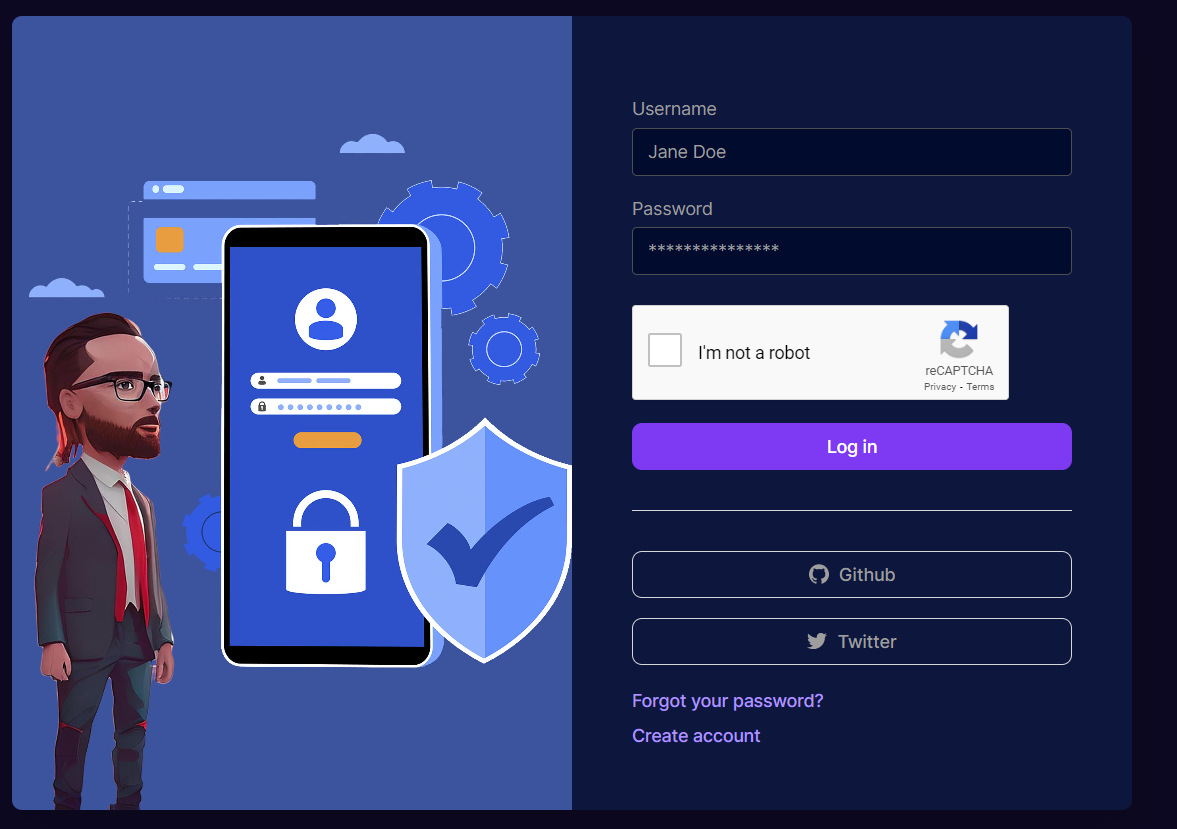 Username
Jane Doe
Password
***************
I'm not a robot
reCAPTCHA
Privacy - Terms
Log in
Github
Twitter
Forgot your password?
Create account